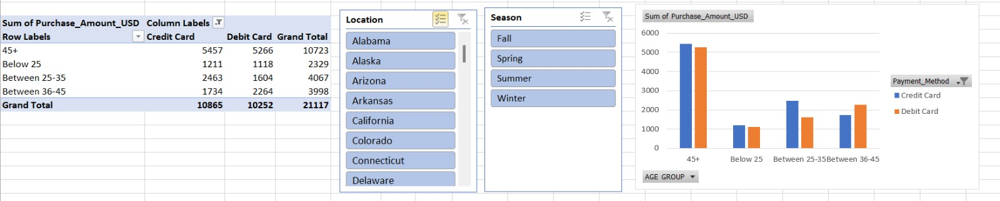 Sum of Purchase_Amount_USD Column Labels
Row Labels Credit Card Debit Card Grand Total
45+ 5457 5266 10723
Below 25 1211 1118 2329
Between 25-35 2463 1604 4067
Between 36-45 1734 2264 3998
Grand Total 10865 10252 21117
Location
Alabama
Alaska
Arizona
Arkansas
California
Colorado
Connecticut
Delaware
Season
Fall
Spring
Summer
Winter
Sum of Purchase_Amount_USD
6000
5000
4000
3000
2000
1000
0
45+ Below 25 Between 25-35 Between 36-45
Payment_Method
Credit Card
Debit Card
AGE GROUP